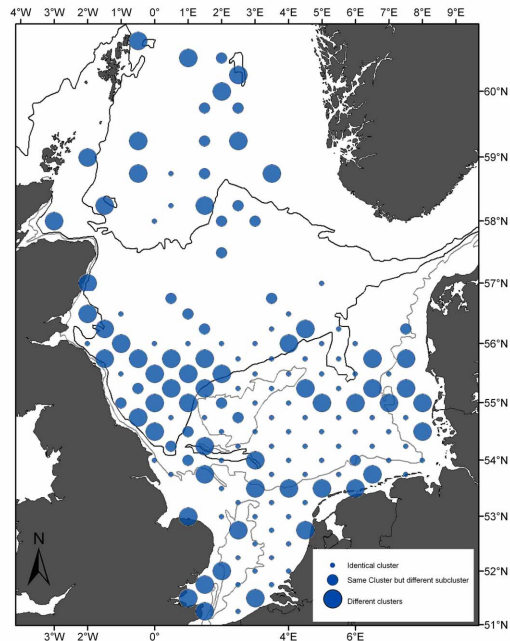 4°W 3°W 2°W 1°W 0° 1°E 2°E 3°E 4°E 5°E 6°E 7°E 8°E 9°E
60°N
59°N
58°N
57°N
56°N
55°N
54°N
53°N
52°N
51°N
N
Identical cluster
Same Cluster but different subcluster
Different clusters
3°W 2°W 0° 1°E 2°E 3°E 4°E 6°E